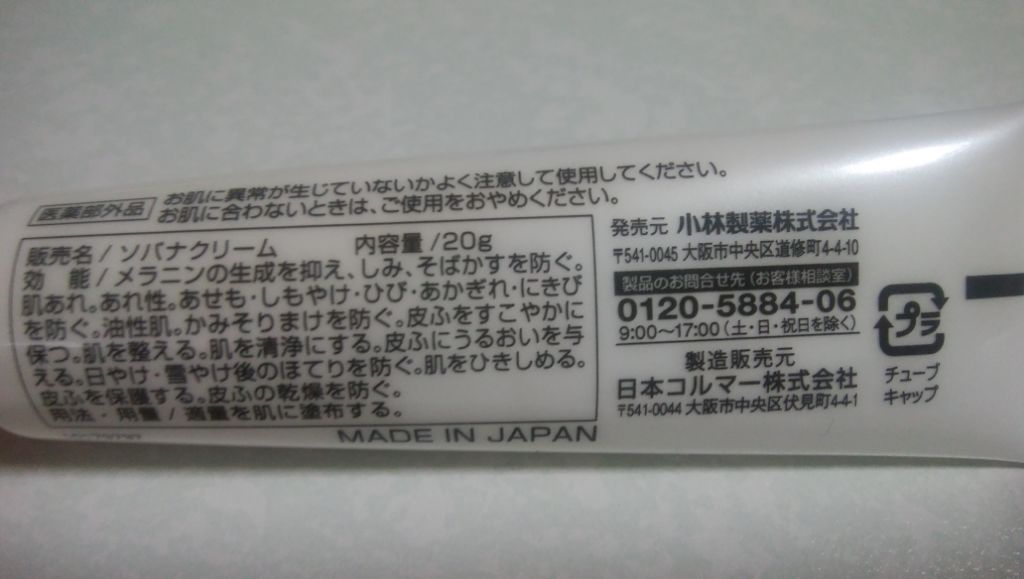 医薬部外品
お肌に異常が生じていないかよく注意して使用してください。
お肌に合わないときは、ご使用をおやめください。
販売名/ソバナクリーム 内容量/20g
効 能/メラニンの生成を抑え、しみ、そばかすを防ぐ。
肌あれ。あれ性。あせも・しもやけ・ひび・あかぎれ・にきび
を防ぐ。油性肌。かみそりまけを防ぐ。皮ふをすこやかに
保つ。肌を整える。肌を清浄にする。皮ふにうるおいを与
える。日やけ・雪やけ後のほてりを防ぐ。肌をひきしめる。
皮ふを保護する。皮ふの乾燥を防ぐ。
用法・用量/適量を肌に塗布する。
MADE IN JAPAN
発売元 小林製薬株式会社
〒541-0045 大阪市中央区道修町4-4-10
製品のお問合せ先(お客様相談室)
0120-5884-06
9:00~17:00(土・日・祝日を除く)
製造販売元
日本コルマー株式会社
〒541-0044 大阪市中央区伏見町4-4-1
プラ
チューブ
キャップ